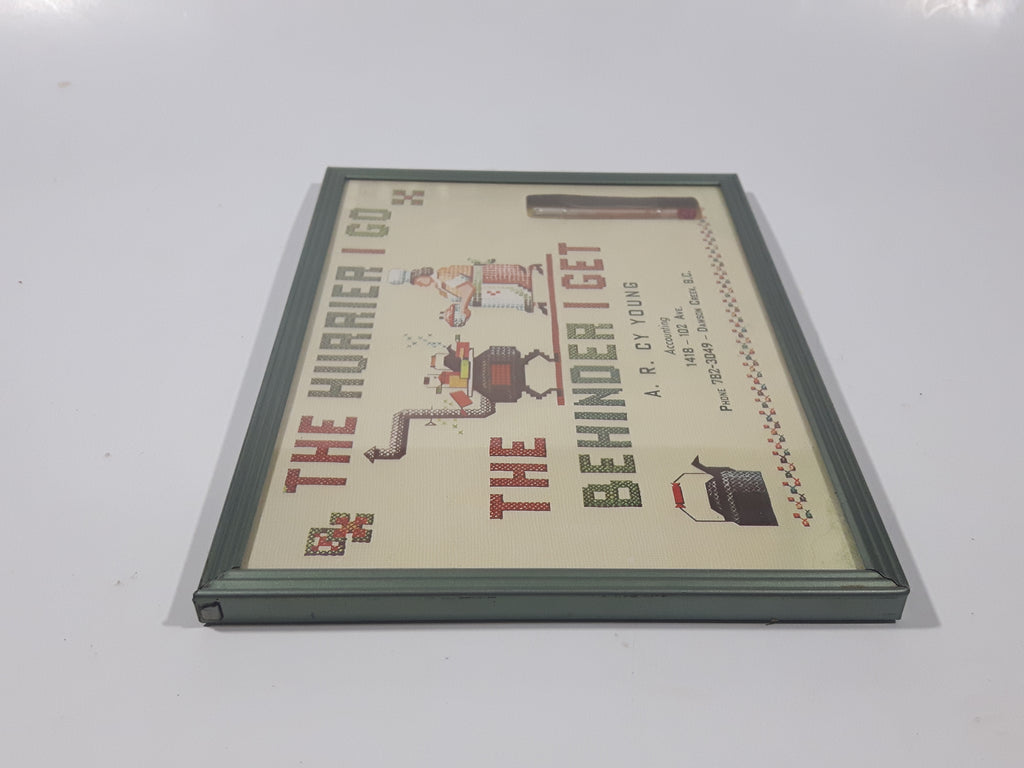 THE HURRIER I GO
THE
BEHINDER I GET
A. R. CY YOUNG
Accounting
1418 - 102 Ave.
Phone 782-3049 - Dawson Creek, B.C.